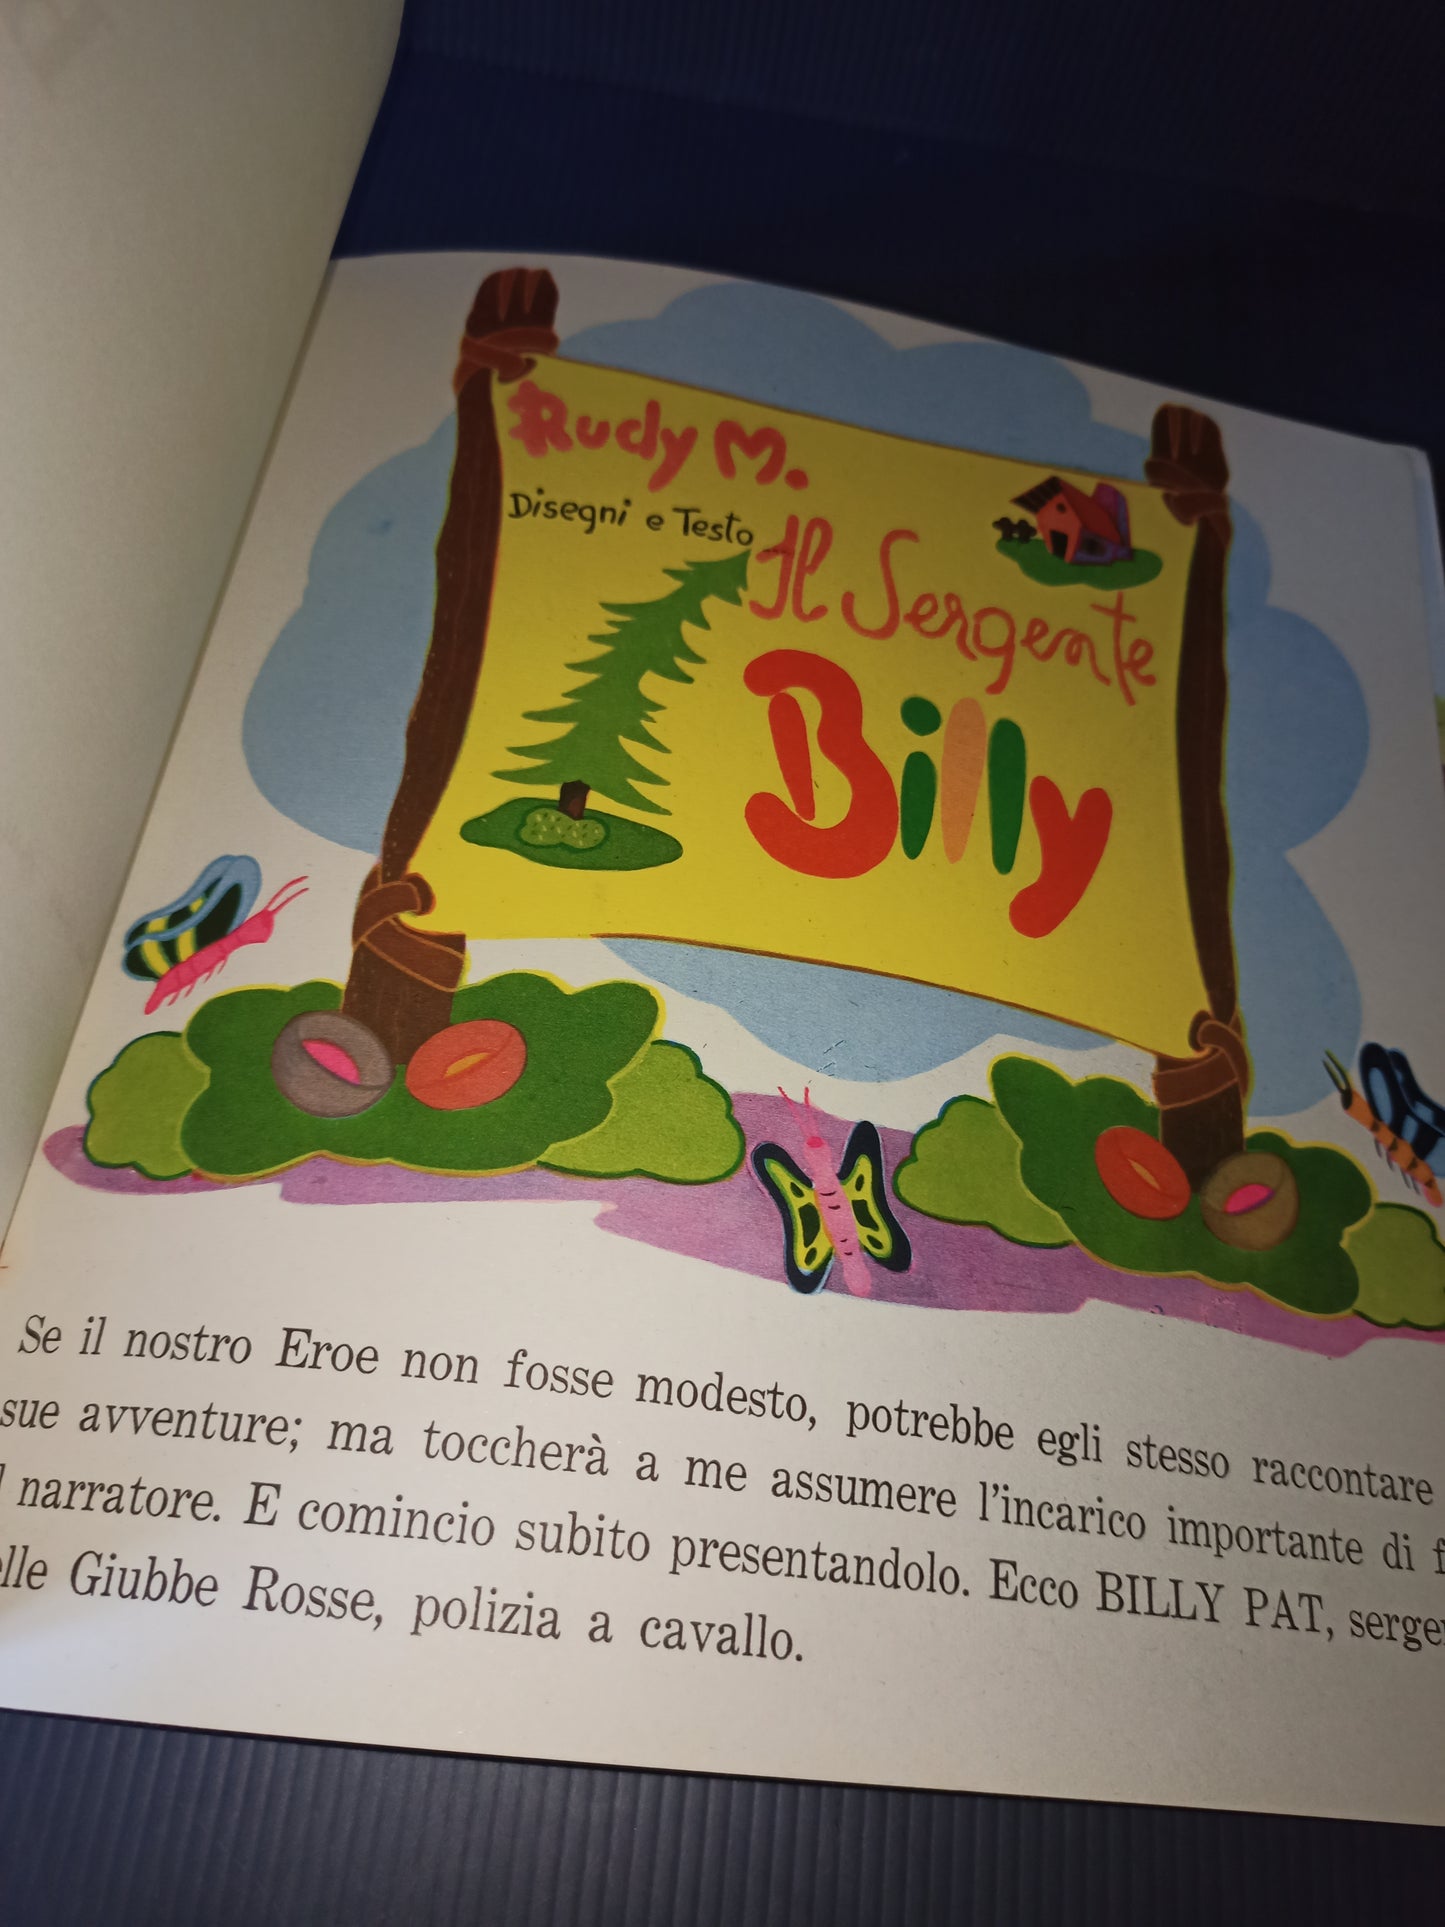 Rudy M.
Disegni e Testo
Il Sergente
Billy
Se il nostro Eroe non fosse modesto, potrebbe egli stesso raccontare
sue avventure; ma toccherà a me assumere l'incarico importante di
narratore. E comincio subito presentandolo. Ecco BILLY PAT,
Giubbe Rosse, polizia a cavallo.